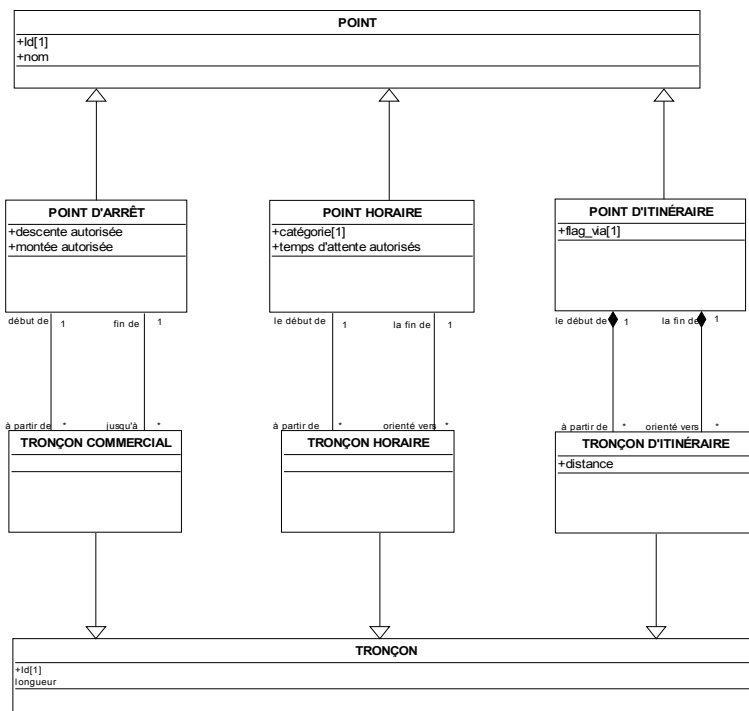 POINT
+Id[1]
+nom
POINT D'ARRÊT
+descente autorisée
+montée autorisée
POINT HORAIRE
+catégorie[1]
+temps d'attente autorisés
POINT D'ITINÉRAIRE
+flag_via[1]
début de 1 fin de 1
le début de 1 la fin de 1
le début de 1 la fin de 1
à partir de * jusqu'à *
à partir de * orienté vers *
à partir de * orienté vers *
TRONÇON COMMERCIAL
TRONÇON HORAIRE
TRONÇON D'ITINÉRAIRE
+distance
TRONÇON
+Id[1]
longueur